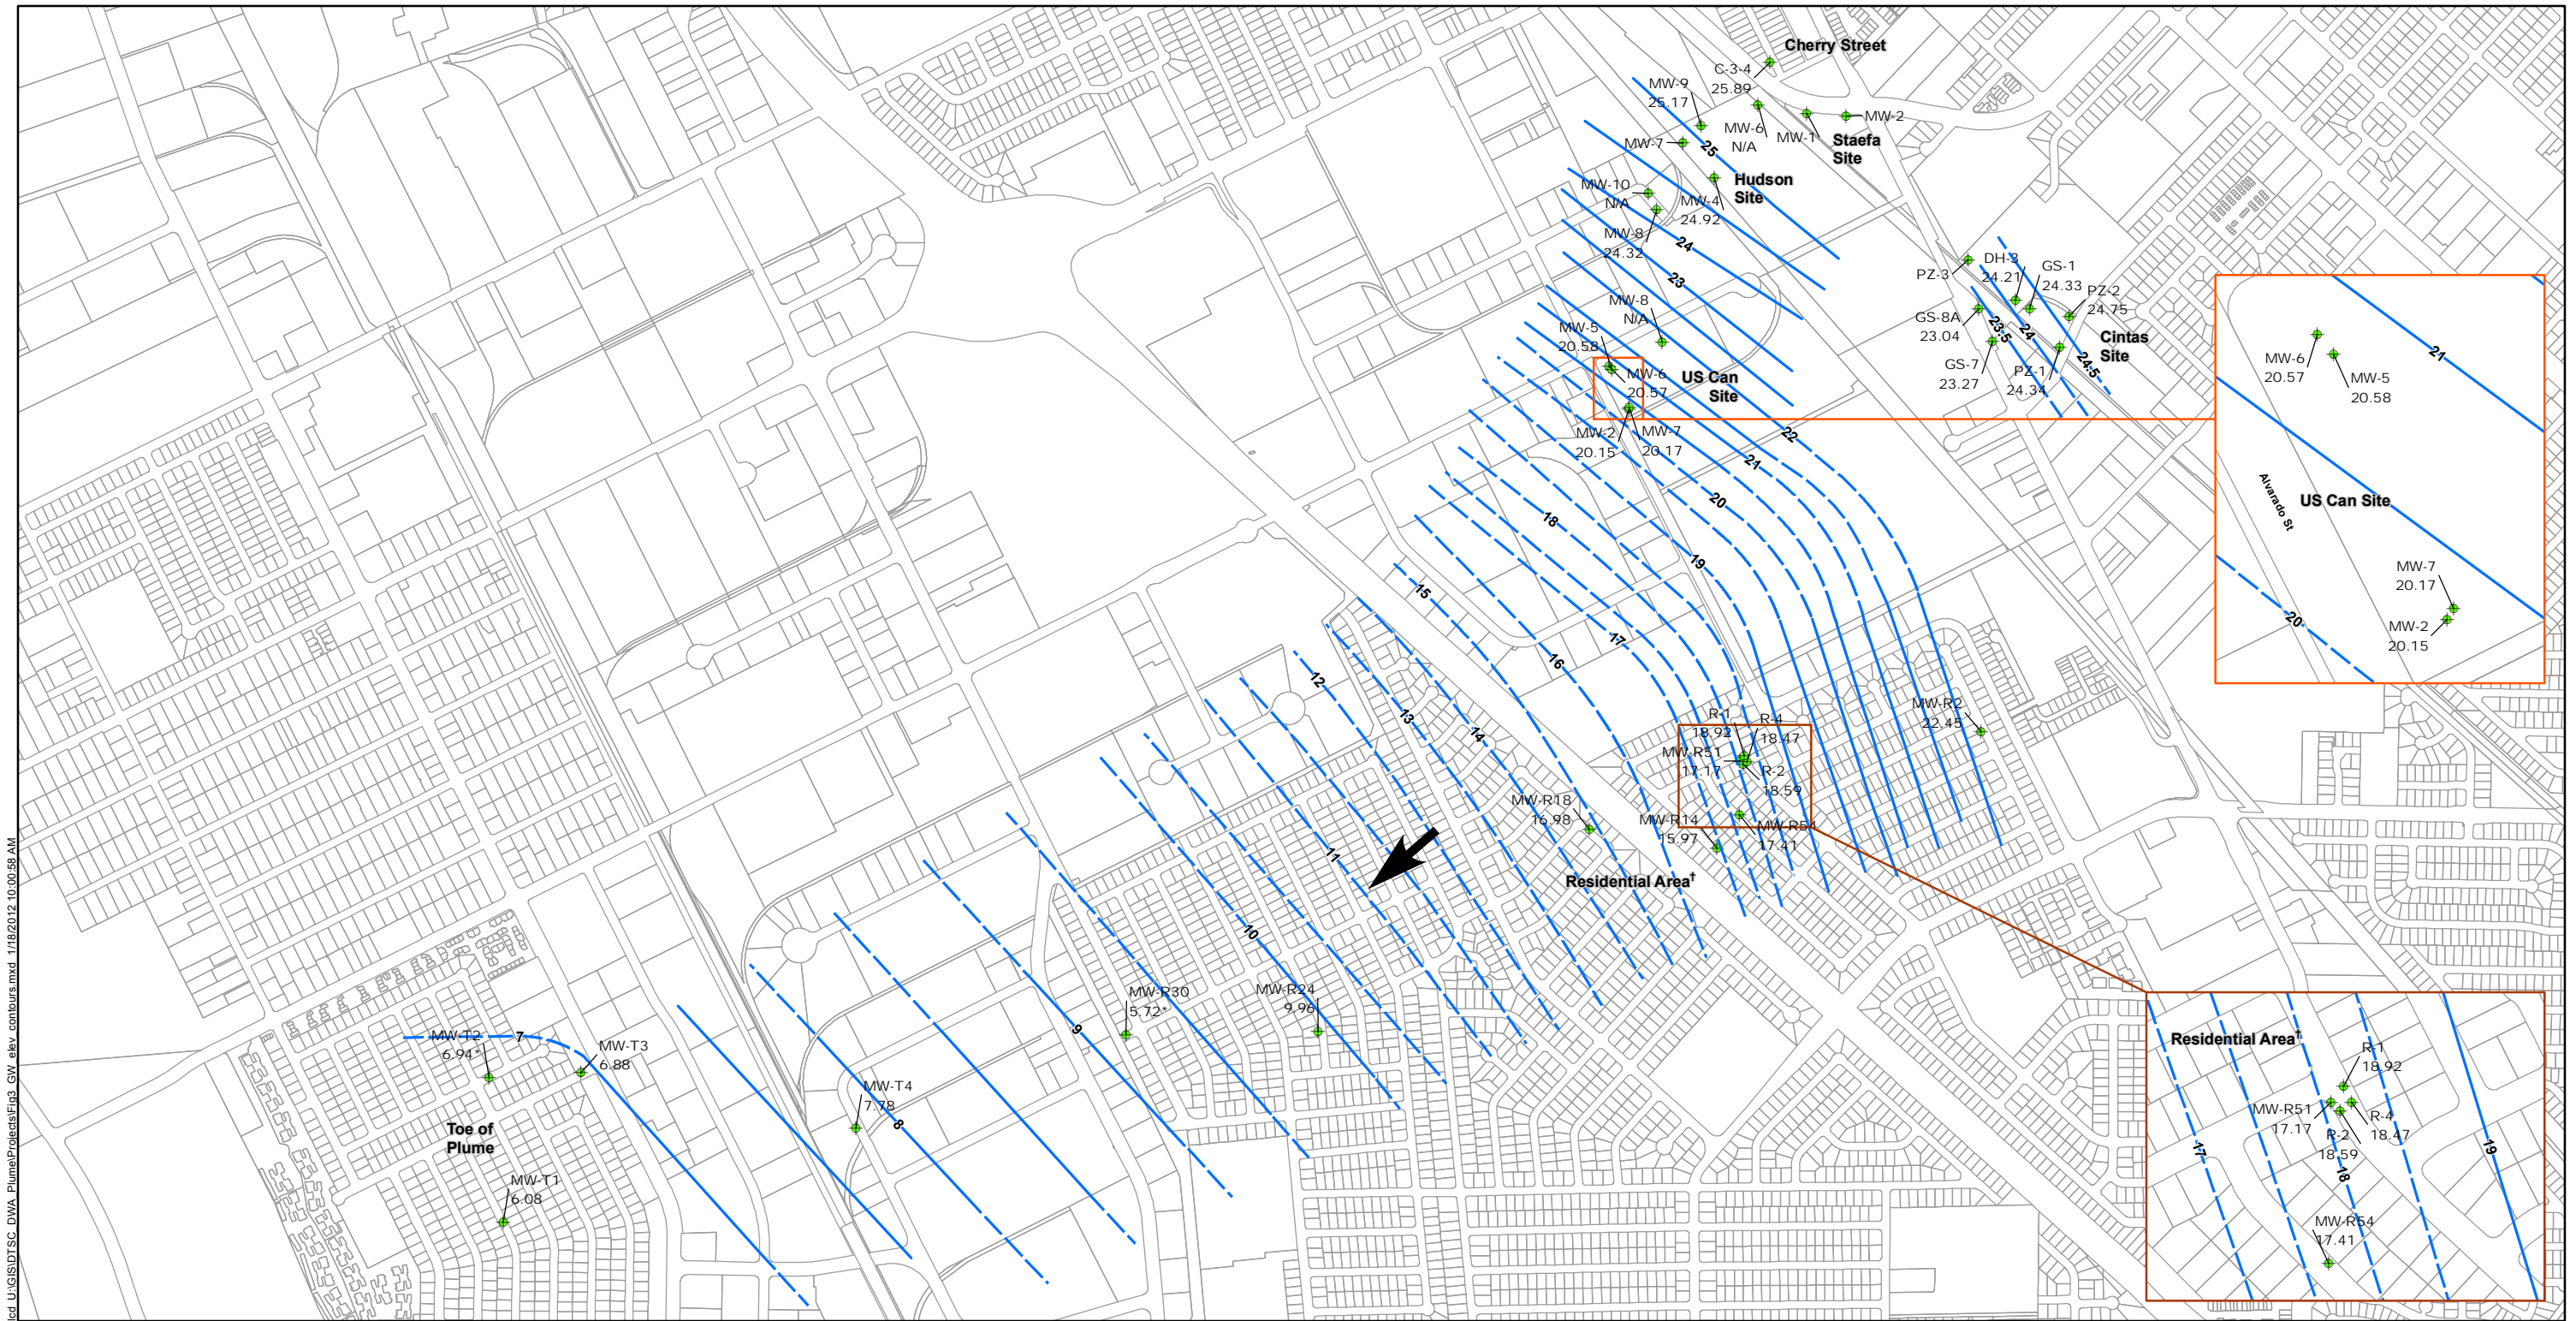 Cherry Street
C-3-4
25.89
MW-9
25.17
MW-6
N/A
MW-1
MW-2
Staefa
Site
MW-7
25
Hudson
Site
MW-10
N/A
MW-4
24.92
MW-8
24.32
24
23
MW-8
N/A
MW-5
20.58
MW-6
20.57
US Can
Site
MW-2
20.15
MW-7
20.17
PZ-3
DH-3
24.21
GS-1
24.33
PZ-2
24.75
GS-8A
23.04
GS-7
23.27
PZ-1
24.34
23.5
24
24.5
Cintas
Site
22
21
20
19
18
17
16
15
14
13
12
11
10
9
8
7
MW-6
20.57
MW-5
20.58
21
Alvarado St
US Can Site
MW-7
20.17
MW-2
20.15
20
MW-R2
22.45
R-1
18.92
R-4
18.47
MW-R51
17.17
R-2
18.59
MW-R18
16.98
MW-R14
15.97
MW-R54
17.41
Residential Area†
MW-R30
5.72*
MW-R24
9.96
MW-T2
6.94*
MW-T3
6.88
MW-T4
7.78
Toe of
Plume
MW-T1
6.08
Residential Area†
R-1
18.92
MW-R51
17.17
R-4
18.47
R-2
18.59
17
18
19
MW-R54
17.41
lcd U:\GIS\DTSC_DWA_Plume\Projects\Fig3_GW_elev_contours.mxd 1/18/2012 10:00:58 AM